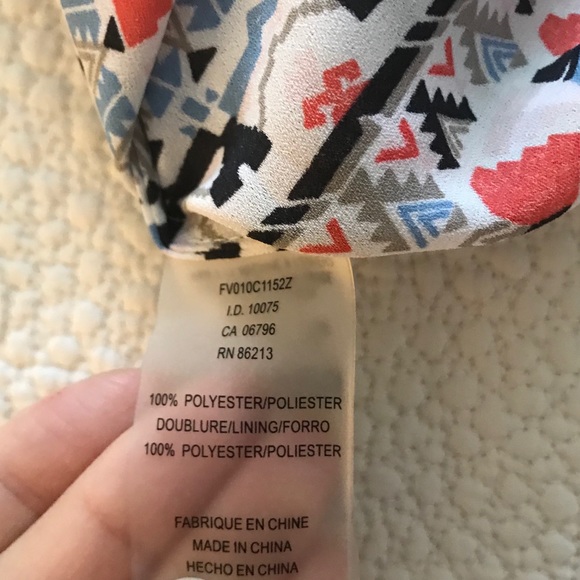 FV010C1152Z
I.D. 10075
CA 06796
RN 86213
100% POLYESTER/POLIESTER
DOUBLURE/LINING/FORRO
100% POLYESTER/POLIESTER
FABRIQUE EN CHINE
MADE IN CHINA
HECHO EN CHINA